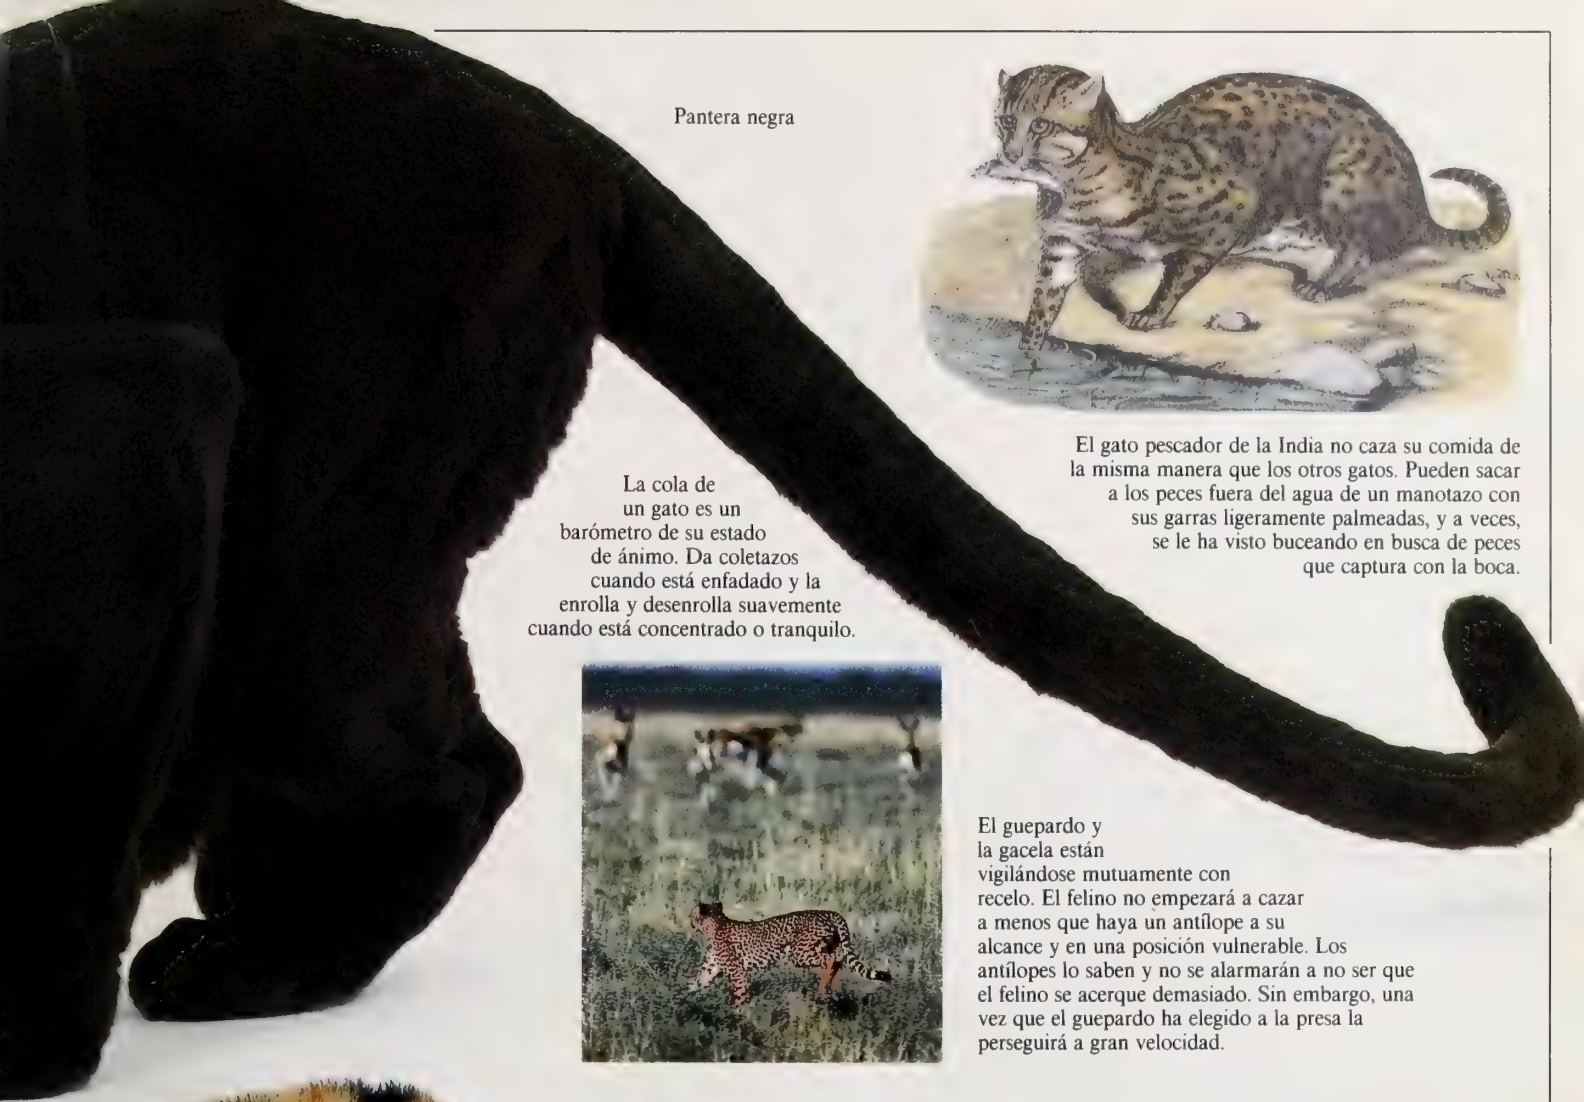 Pantera negra
El gato pescador de la India no caza su comida de
la misma manera que los otros gatos. Pueden sacar
a los peces fuera del agua de un manotazo con
sus garras ligeramente palmeadas, y a veces,
se le ha visto buceando en busca de peces
que captura con la boca.
La cola de
un gato es un
barómetro de su estado
de ánimo. Da coletazos
cuando está enfadado y la
enrolla y desenrolla suavemente
cuando está concentrado o tranquilo.
El guepardo y
la gacela están
vigilándose mutuamente con
recelo. El felino no empezará a cazar
a menos que haya un antílope a su
alcance y en una posición vulnerable. Los
antílopes lo saben y no se alarmarán a no ser que
el felino se acerque demasiado. Sin embargo, una
vez que el guepardo ha elegido a la presa la
perseguirá a gran velocidad.